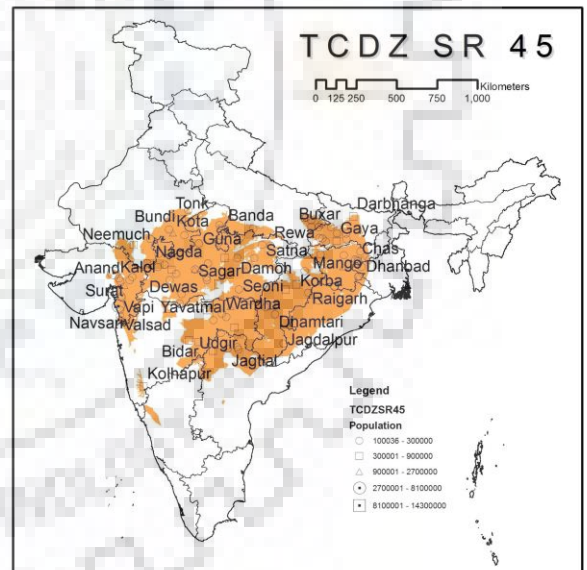 TCDZ SR 45
Kilometers
0 125 250 500 750 1,000
Tonk
Darbhanga
Bundi Kota Banda Buxar
Neemuch Guna Rewa Gaya
Nagda Satna Chas
Anand Kalol Sagar Damoh Mango Dhanbad
Surat Dewas Seoni Korba
Vapi Yavatmal Wardha Raigarh
Navsari Valsad Dhamtari
Bidar Udgir Jagdalpur
Kolhapur Jagtial
Legend
TCDZSR45
Population
100036 - 300000
300001 - 900000
900001 - 2700000
2700001 - 8100000
8100001 - 14300000